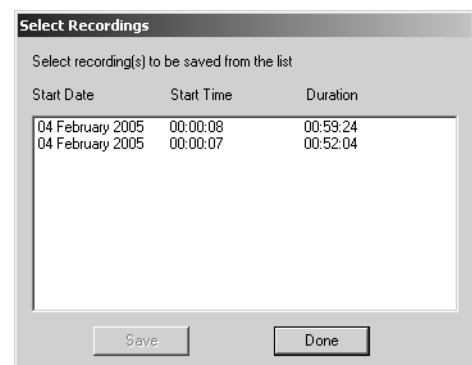 Select Recordings
Select recording(s) to be saved from the list
Start Date Start Time Duration
04 February 2005 00:00:08 00:59:24
04 February 2005 00:00:07 00:52:04
Save Done